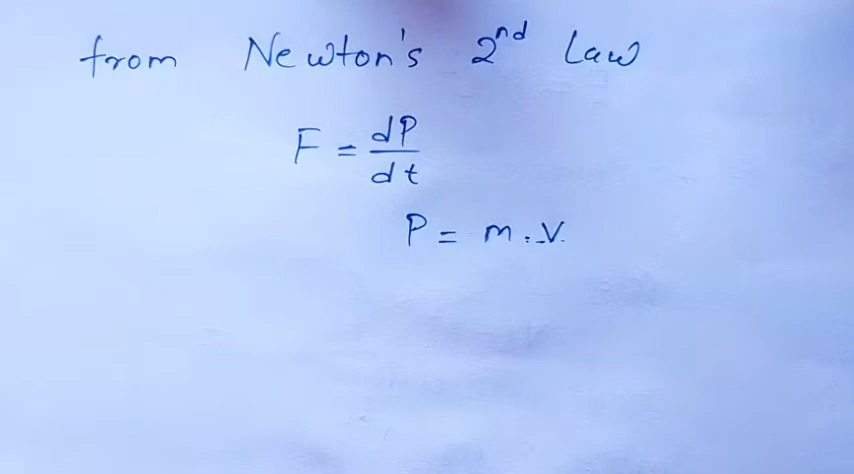 from Newton's 2nd Law
F = dP/dt
P = m.v.